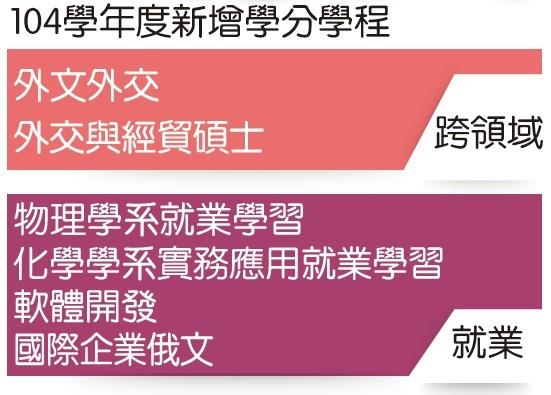 104學年度新增學分學程
外文外交
外交與經貿碩士
跨領域
物理學系就業學習
化學學系實務應用就業學習
軟體開發
國際企業俄文
就業